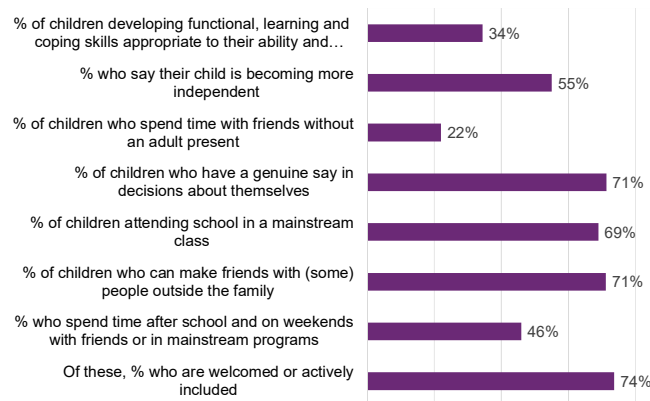 % of children developing functional, learning and
coping skills appropriate to their ability and…
34%
% who say their child is becoming more
independent
55%
% of children who spend time with friends without
an adult present
22%
% of children who have a genuine say in
decisions about themselves
71%
% of children attending school in a mainstream
class
69%
% of children who can make friends with (some)
people outside the family
71%
% who spend time after school and on weekends
with friends or in mainstream programs
46%
Of these, % who are welcomed or actively
included
74%